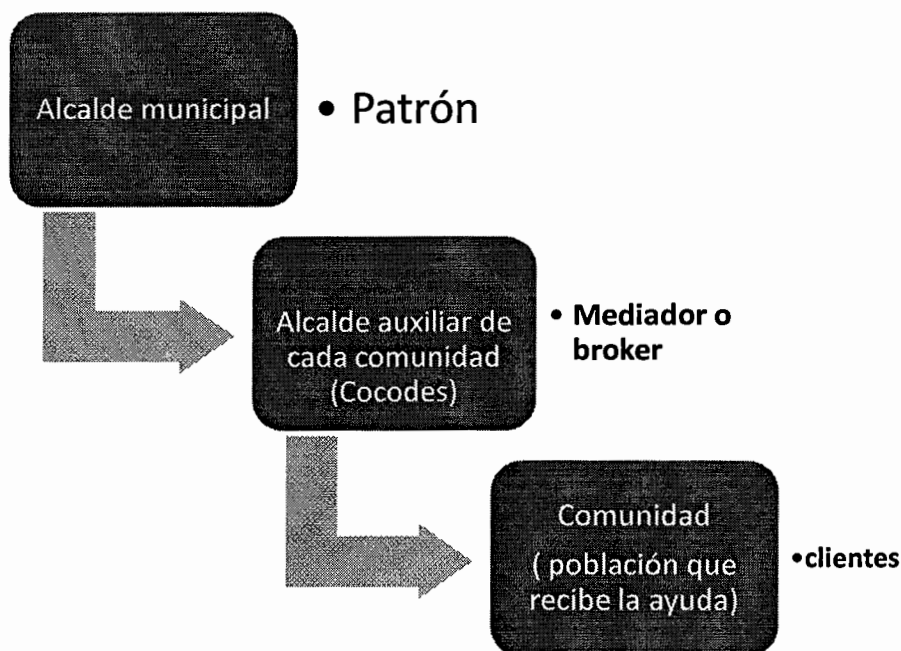 Alcalde municipal
• Patrón
Alcalde auxiliar de
cada comunidad
(Cocodes)
• Mediador o
broker
Comunidad
( población que
recibe la ayuda)
•clientes